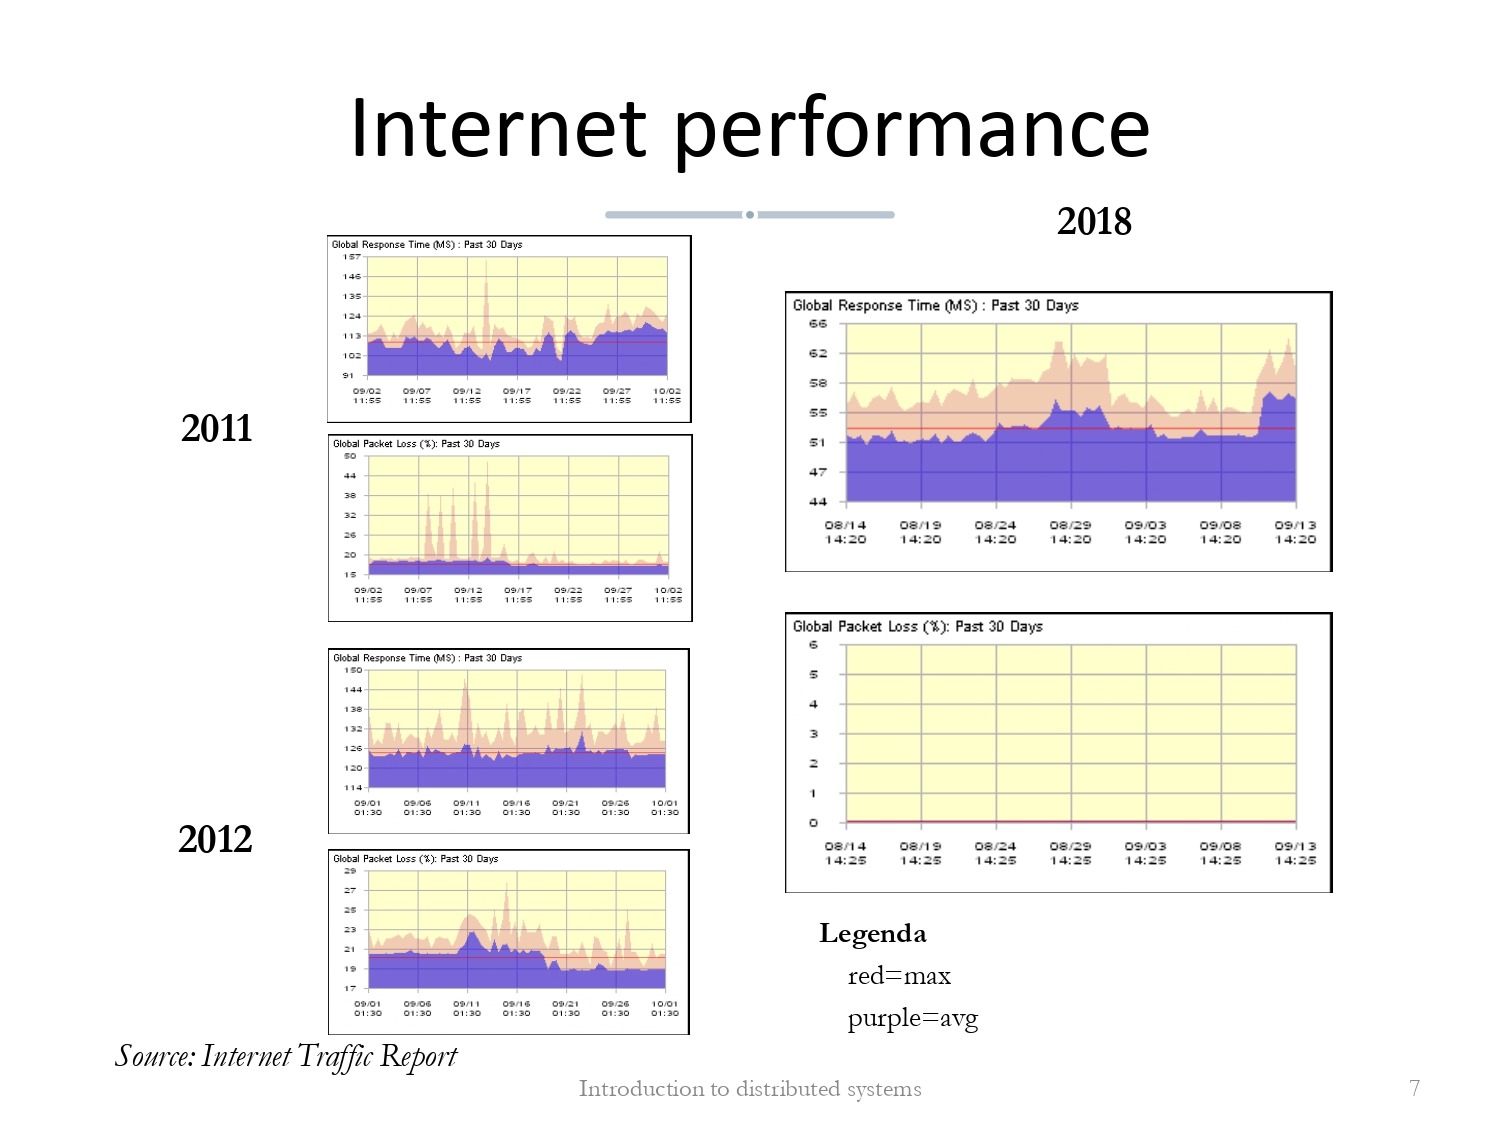 Internet performance
2011
Global Response Time (MS) : Past 30 Days
157
146
135
124
113
102
91
09/02 09/07 09/12 09/17 09/22 09/27 10/02
11:55 11:55 11:55 11:55 11:55 11:55 11:55
Global Packet Loss (%): Past 30 Days
50
44
38
32
26
20
15
09/02 09/07 09/12 09/17 09/22 09/27 10/02
11:55 11:55 11:55 11:55 11:55 11:55 11:55
2012
Global Response Time (MS) : Past 30 Days
150
144
138
132
126
120
114
09/01 09/06 09/11 09/16 09/21 09/26 10/01
01:30 01:30 01:30 01:30 01:30 01:30 01:30
Global Packet Loss (%): Past 30 Days
29
27
25
23
21
19
17
09/01 09/06 09/11 09/16 09/21 09/26 10/01
01:30 01:30 01:30 01:30 01:30 01:30 01:30
2018
Global Response Time (MS) : Past 30 Days
66
62
58
55
51
47
44
08/14 08/19 08/24 08/29 09/03 09/08 09/13
14:20 14:20 14:20 14:20 14:20 14:20 14:20
Global Packet Loss (%): Past 30 Days
6
5
4
3
2
1
0
08/14 08/19 08/24 08/29 09/03 09/08 09/13
14:25 14:25 14:25 14:25 14:25 14:25 14:25
Legenda
red=max
purple=avg
Source: Internet Traffic Report
Introduction to distributed systems
7